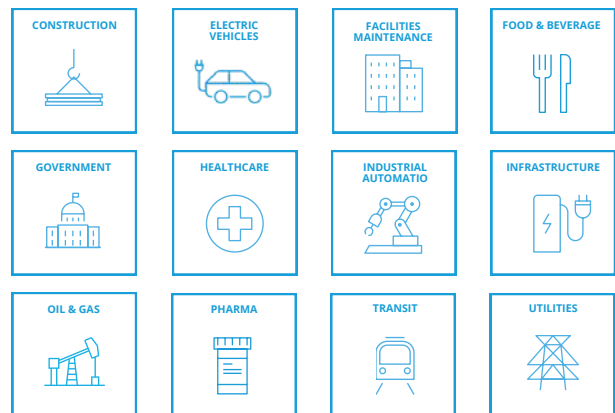 CONSTRUCTION
ELECTRIC
VEHICLES
FACILITIES
MAINTENANCE
FOOD & BEVERAGE
GOVERNMENT
HEALTHCARE
INDUSTRIAL
AUTOMATIO
INFRASTRUCTURE
OIL & GAS
PHARMA
TRANSIT
UTILITIES